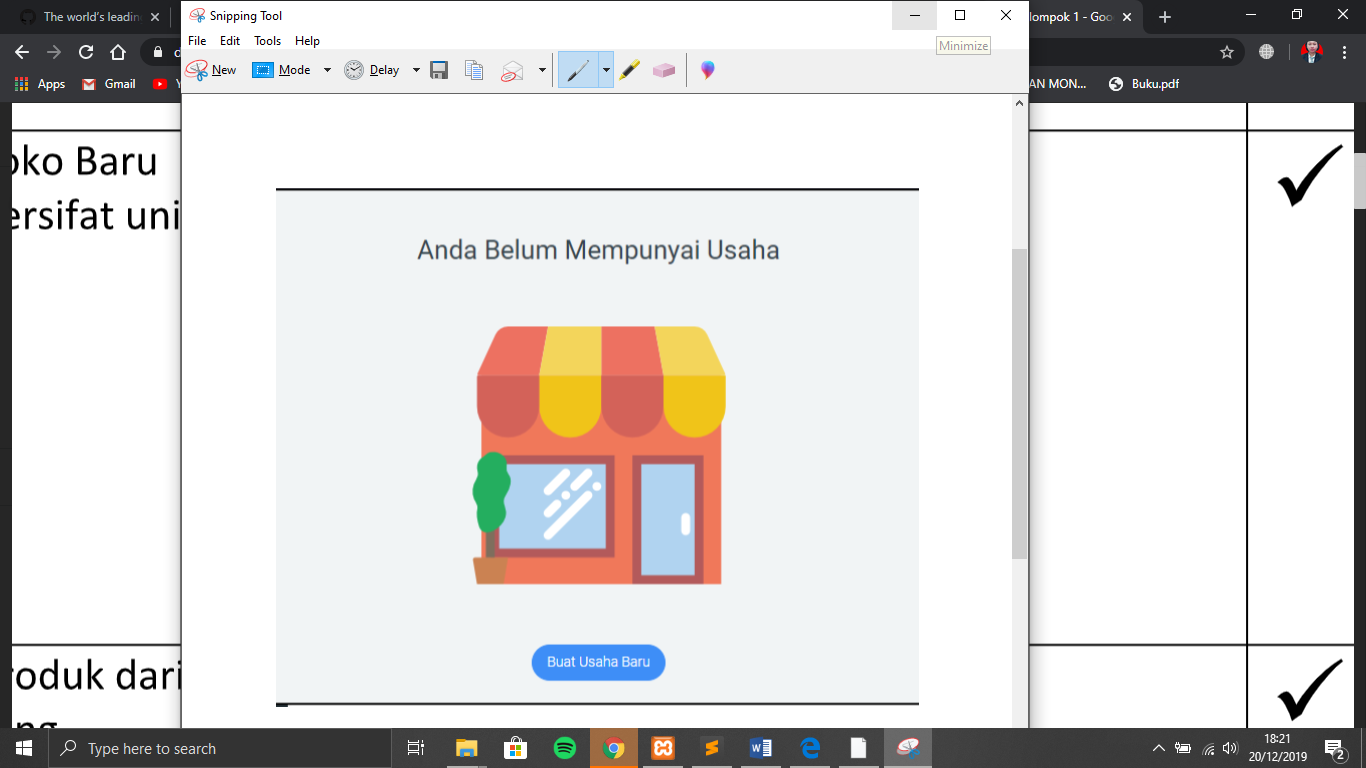 The world's leadin
Snipping Tool
lompok 1 - Goo
File Edit Tools Help
Minimize
New Mode Delay
Apps Gmail
AN MON... Buku.pdf
oko Baru
ersifat uni
Anda Belum Mempunyai Usaha
Buat Usaha Baru
roduk dari
Type here to search
18:21
20/12/2019
2